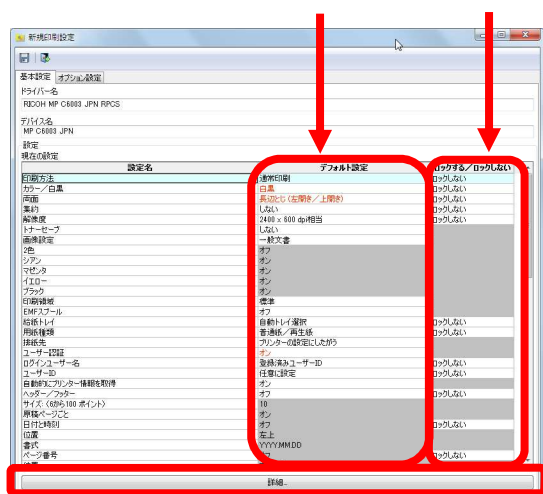 新規印刷設定
基本設定 オプション設定
ドライバー名
RICOH MP C6003 JPN RPCS
デバイス名
MP C6003 JPN
設定
現在の設定
設定名 デフォルト設定 ロックする/ロックしない
印刷方法 通常印刷 ロックしない
カラー/白黒 白黒 ロックしない
両面 長辺とじ (左開き/上開き) ロックしない
集約 しない ロックしない
解像度 2400 x 600 dpi相当 ロックしない
トナーセーブ しない
画像設定 一般文書
2色 オフ
シアン オン
マゼンタ オン
イエロー オン
ブラック オン
印刷領域 標準
EMFスプール オフ
給紙トレイ 自動トレイ選択 ロックしない
用紙種類 普通紙/再生紙 ロックしない
排紙先 プリンターの設定にしたがう
ユーザー認証 オン
ログインユーザー名 登録済みユーザーID ロックしない
ユーザーID 任意に設定 ロックしない
自動的にプリンター情報を取得 オン
ヘッダー/フッター オフ ロックしない
サイズ: (6から100 ポイント) 10
原稿ページごと オン
日付と時刻 オフ ロックしない
位置 左上
書式 YYYY.MM.DD
ページ番号 オフ ロックしない
詳細...